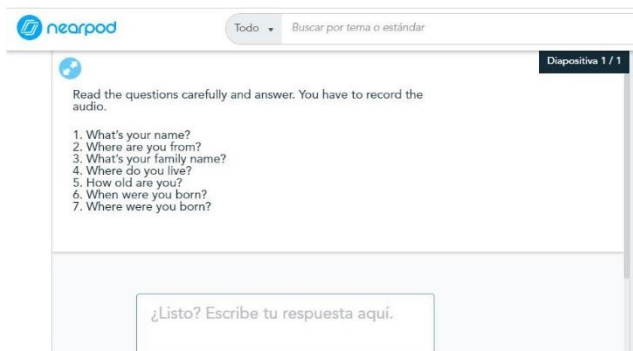 nearpod
Todo
Buscar por tema o estándar
Diapositiva 1 / 1
Read the questions carefully and answer. You have to record the
audio.
1. What's your name?
2. Where are you from?
3. What's your family name?
4. Where do you live?
5. How old are you?
6. When were you born?
7. Where were you born?
¿Listo? Escribe tu respuesta aquí.